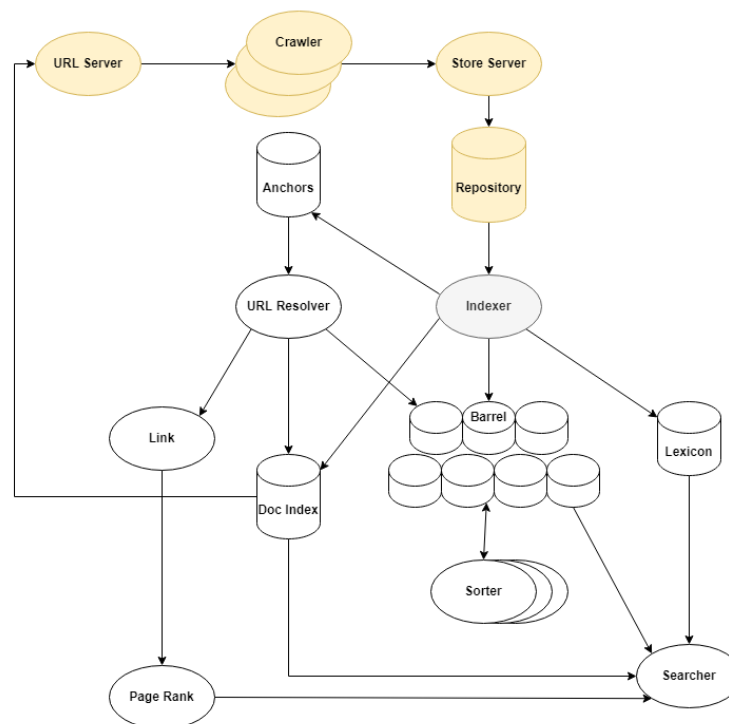 URL Server
Crawler
Store Server
Anchors
Repository
URL Resolver
Indexer
Link
Barrel
Lexicon
Doc Index
Sorter
Page Rank
Searcher